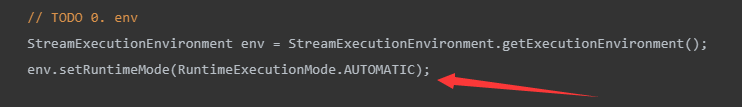 // TODO 0. env
StreamExecutionEnvironment env = StreamExecutionEnvironment.getExecutionEnvironment();
env.setRuntimeMode(RuntimeExecutionMode.AUTOMATIC);